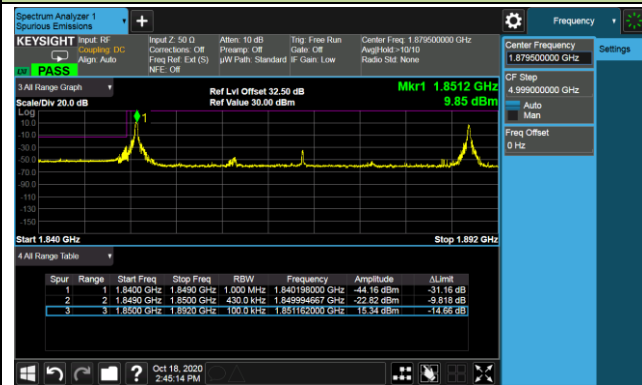 Spectrum Analyzer 1
Spurious Emissions
Frequency
KEYSIGHT
Input: RF
Coupling: DC
Align: Auto
Input Z: 50 Ω
Corrections: Off
Freq Ref: Ext (S)
NFE: Off
Atten: 10 dB
Preamp: Off
µW Path: Standard
Trig: Free Run
Gate: Off
IF Gain: Low
Center Freq: 1.879500000 GHz
Avg|Hold:>10/10
Radio Std: None
PASS
Center Frequency
1.879500000 GHz
Settings
CF Step
4.999000000 GHz
Auto
Man
Freq Offset
0 Hz
3 All Range Graph
Scale/Div 20.0 dB
Ref Lvl Offset 32.50 dB
Ref Value 30.00 dBm
Mkr1 1.8512 GHz
9.85 dBm
Log
10.0
-10.0
-30.0
-50.0
-70.0
-90.0
-110
-130
-150
1
Start 1.840 GHz
Stop 1.892 GHz
4 All Range Table
Spur Range Start Freq Stop Freq RBW Frequency Amplitude ΔLimit
1 1 1.8400 GHz 1.8490 GHz 1.000 MHz 1.840198000 GHz -44.16 dBm -31.16 dB
2 2 1.8490 GHz 1.8500 GHz 430.0 kHz 1.849994667 GHz -22.82 dBm -9.818 dB
3 3 1.8500 GHz 1.8920 GHz 100.0 kHz 1.851162000 GHz 15.34 dBm -14.66 dB
?
Oct 18, 2020
2:45:14 PM